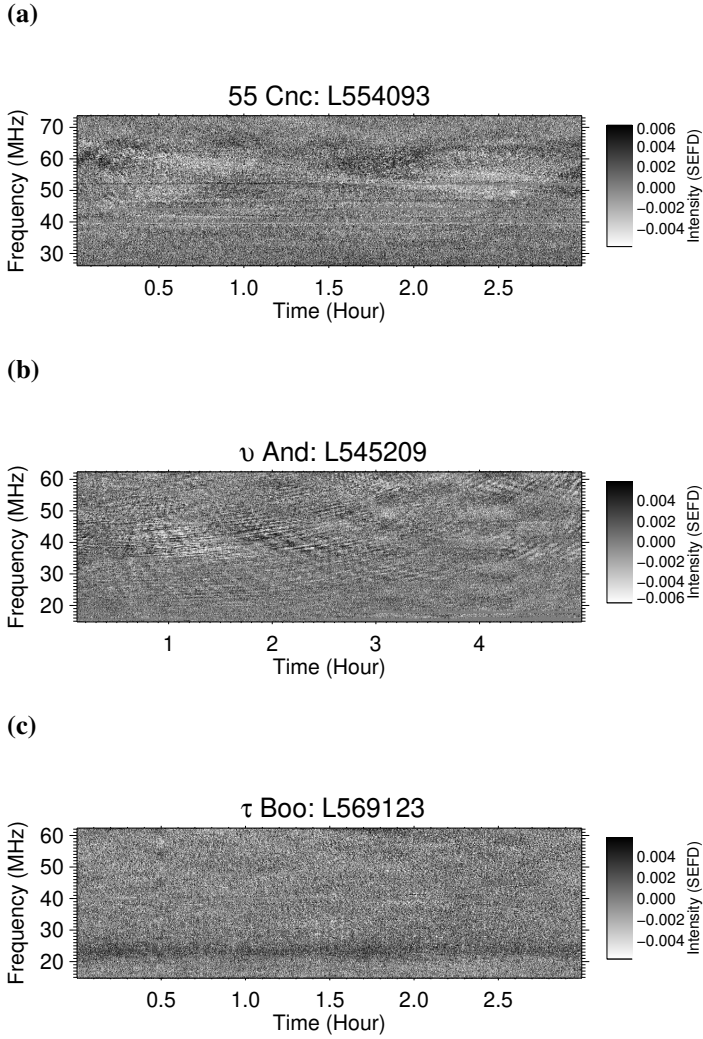 (a)
55 Cnc: L554093
Frequency (MHz)
70
60
50
40
30
0.5 1.0 1.5 2.0 2.5
Time (Hour)
0.006
0.004
0.002
0.000
−0.002
−0.004
Intensity (SEFD)
(b)
υ And: L545209
Frequency (MHz)
60
50
40
30
20
1 2 3 4
Time (Hour)
0.004
0.002
0.000
−0.002
−0.004
−0.006
Intensity (SEFD)
(c)
τ Boo: L569123
Frequency (MHz)
60
50
40
30
20
0.5 1.0 1.5 2.0 2.5
Time (Hour)
0.004
0.002
0.000
−0.002
−0.004
Intensity (SEFD)